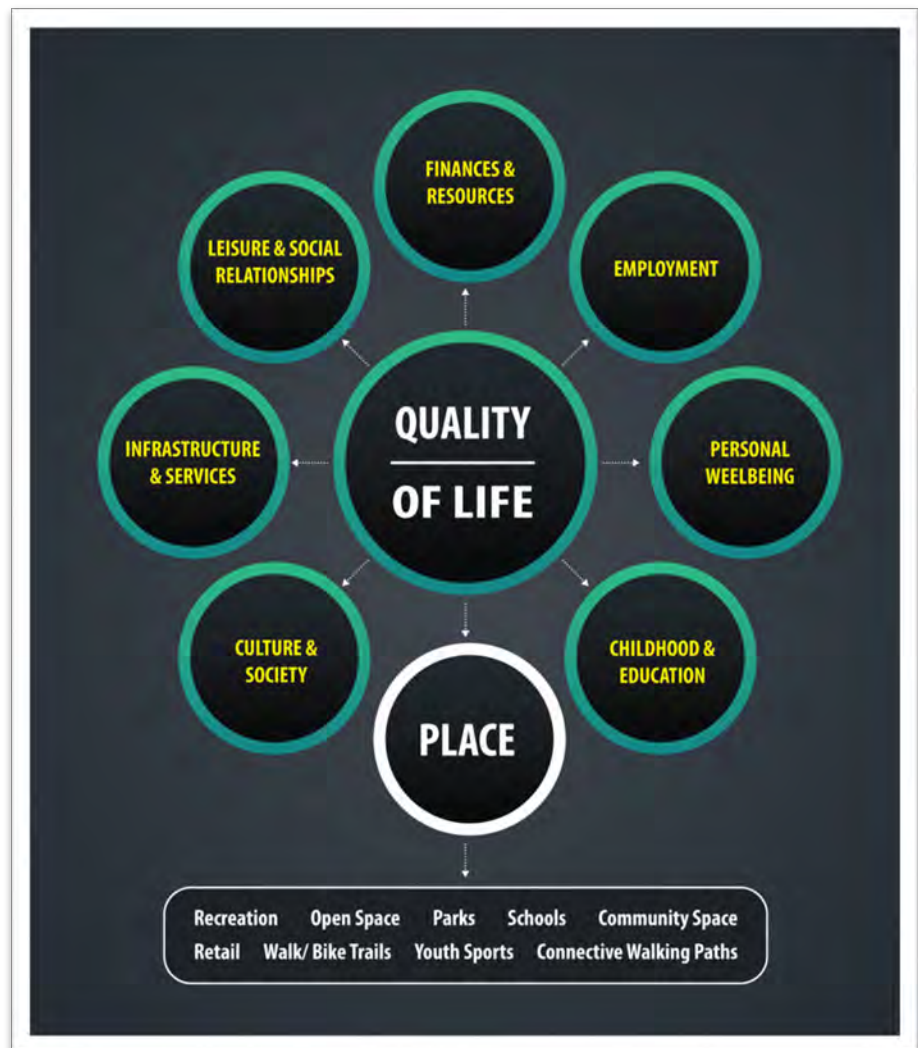 FINANCES &
RESOURCES
LEISURE & SOCIAL
RELATIONSHIPS
EMPLOYMENT
QUALITY
OF LIFE
INFRASTRUCTURE
& SERVICES
PERSONAL
WEELBEING
CULTURE &
SOCIETY
CHILDHOOD &
EDUCATION
PLACE
Recreation Open Space Parks Schools Community Space
Retail Walk/ Bike Trails Youth Sports Connective Walking Paths